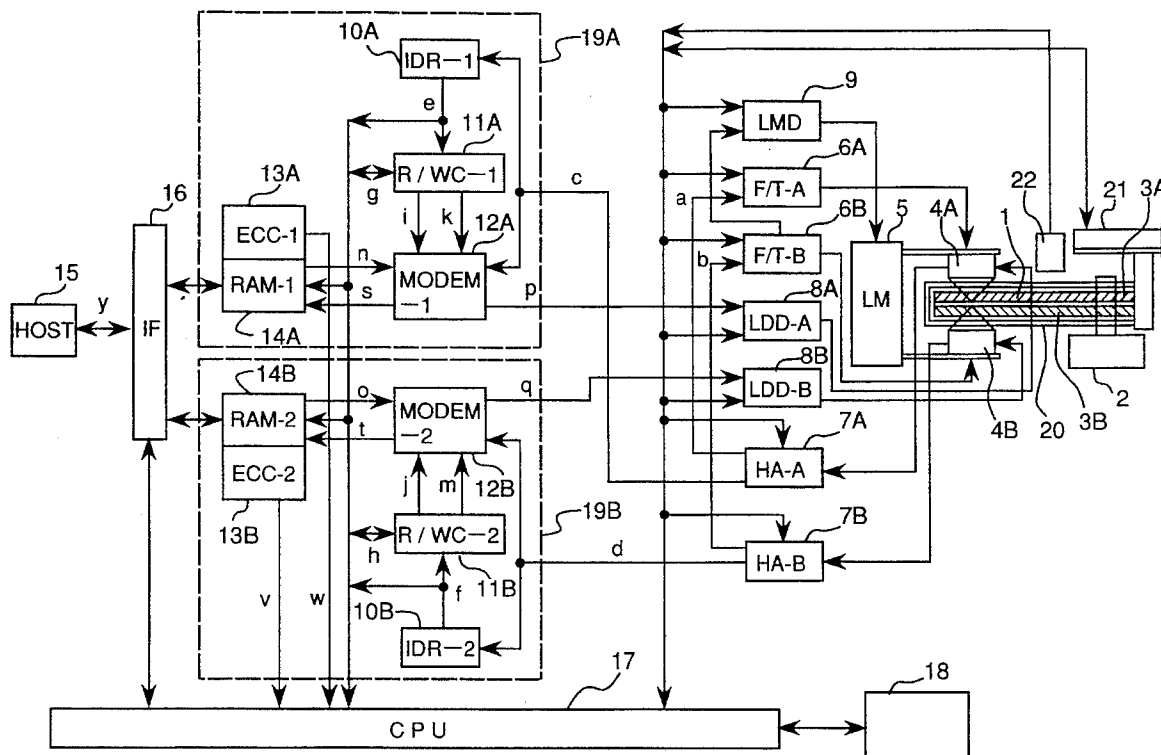 10A
IDR—1
19A
e
11A
R / WC—1
g
i
k
c
13A
12A
16
ECC-1
n
MODEM
—1
RAM-1
s
p
15
y
HOST
IF
14A
14B
o
MODEM
—2
q
RAM-2
t
ECC-2
j
m
12B
13B
R / WC—2
19B
h
11B
f
d
v
w
10B
IDR—2
9
LMD
6A
F/T-A
a
6B
F/T-B
b
5
LM
4A
22
1
21
3A
8A
LDD-A
8B
LDD-B
4B
20
3B
2
7A
HA-A
7B
HA-B
17
CPU
18